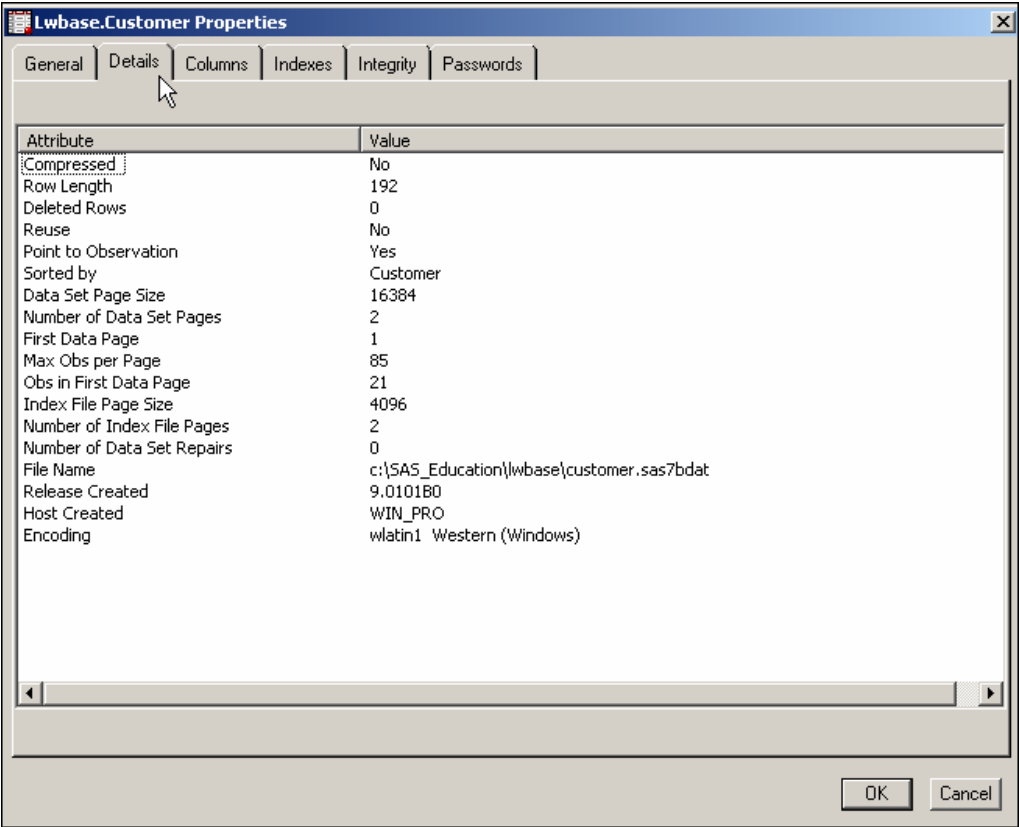 Lwbase.Customer Properties
General Details Columns Indexes Integrity Passwords
Attribute Value
Compressed No
Row Length 192
Deleted Rows 0
Reuse No
Point to Observation Yes
Sorted by Customer
Data Set Page Size 16384
Number of Data Set Pages 2
First Data Page 1
Max Obs per Page 85
Obs in First Data Page 21
Index File Page Size 4096
Number of Index File Pages 2
Number of Data Set Repairs 0
File Name c:\SAS_Education\lwbase\customer.sas7bdat
Release Created 9.0101B0
Host Created WIN_PRO
Encoding wlatin1 Western (Windows)
OK Cancel